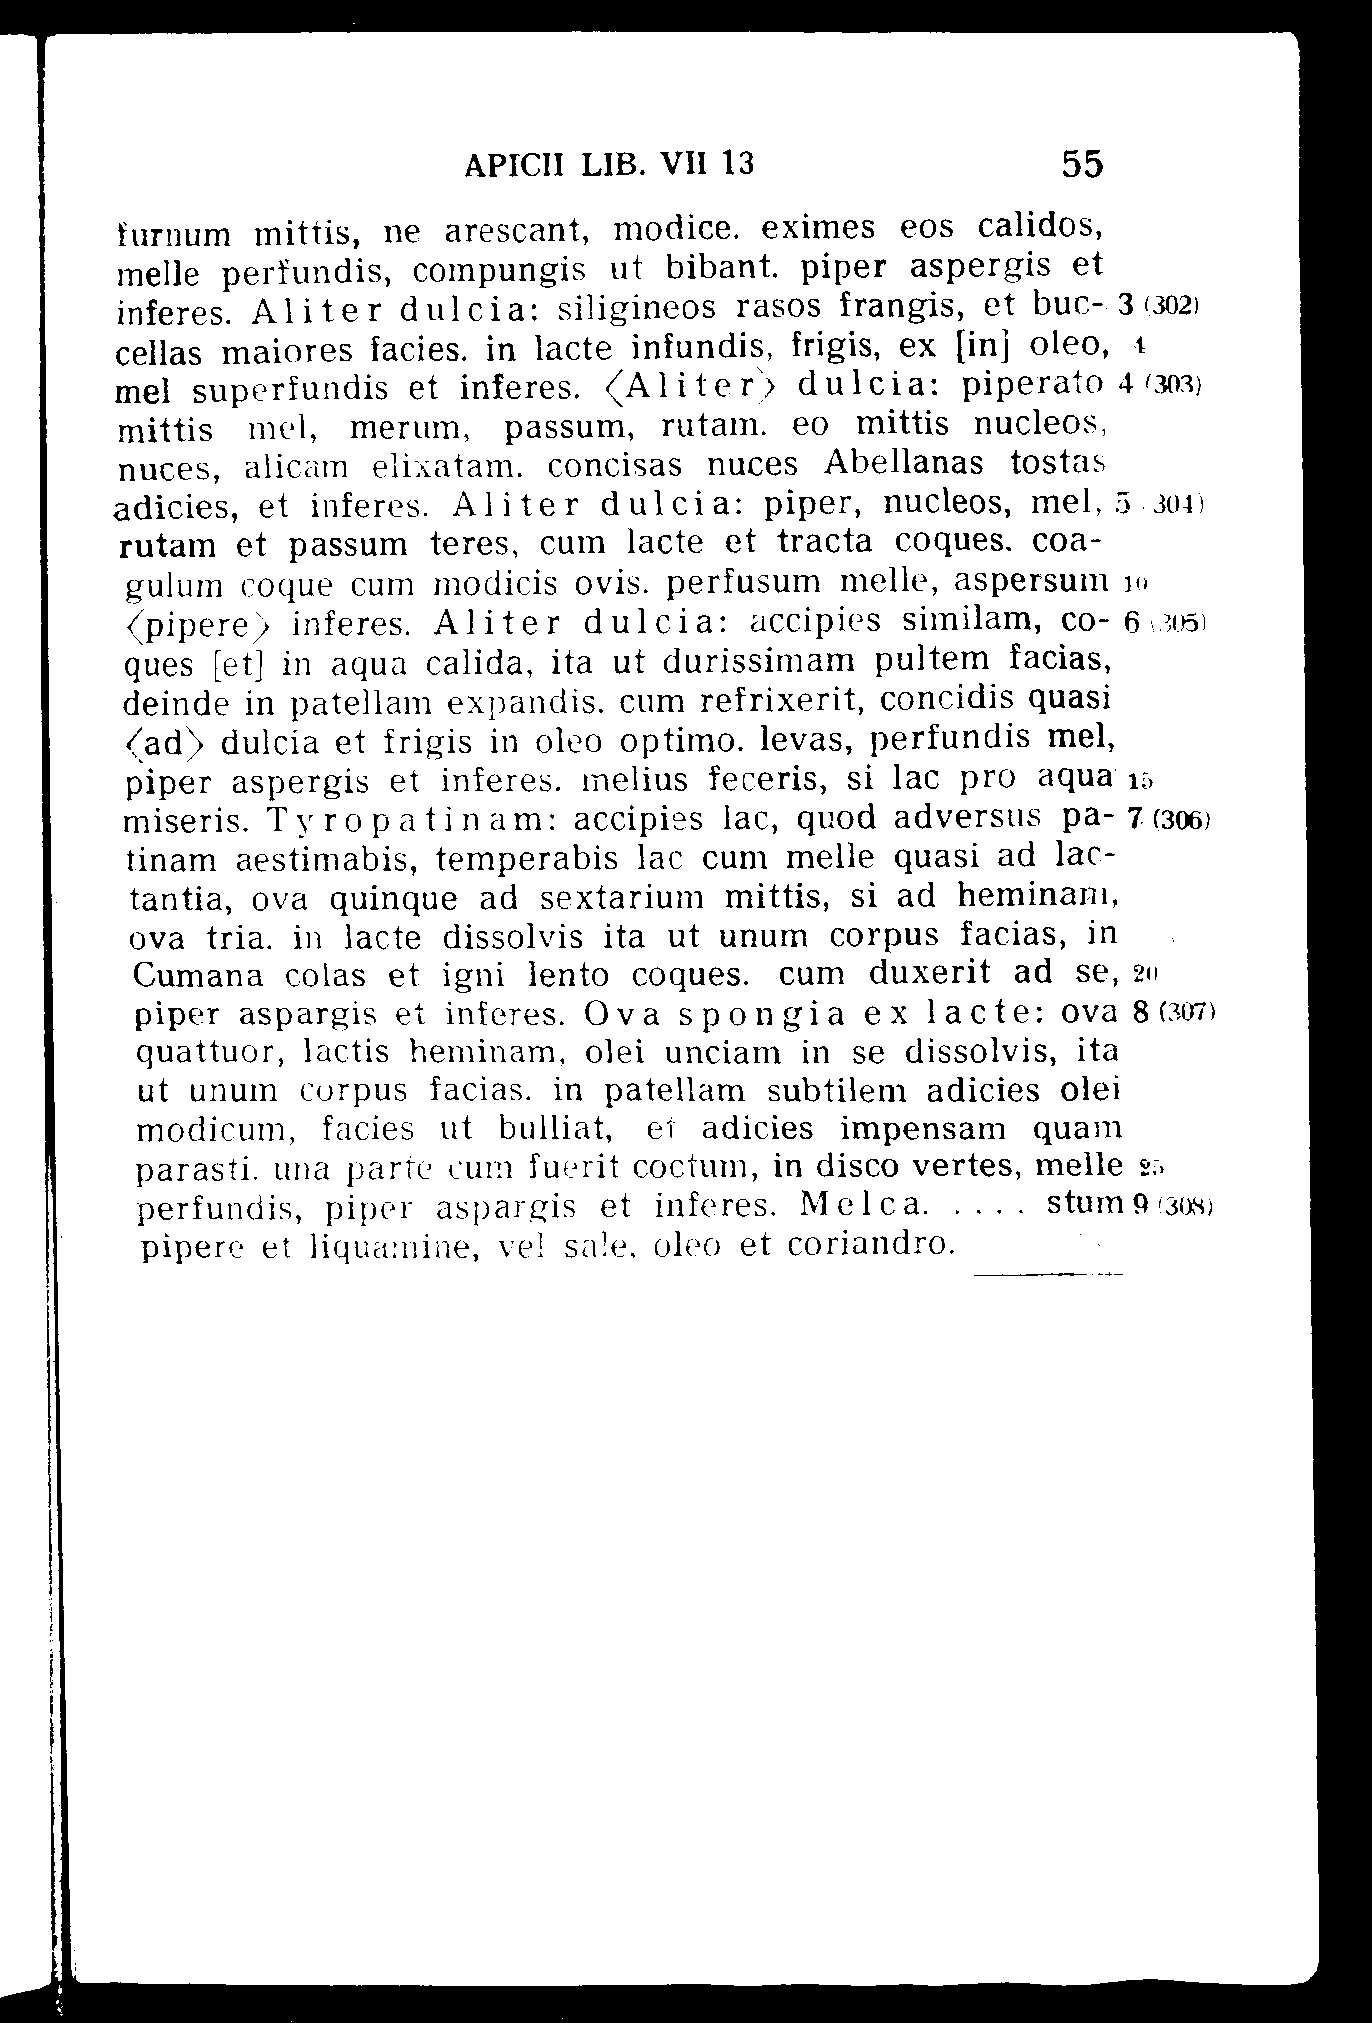 APICII LIB. VII 13 55
furnum mittis, ne arescant, modice. eximes eos calidos,
melle perfundis, compungis ut bibant. piper aspergis et
inferes. Aliter dulcia: siligineos rasos frangis, et buc- 3 (302)
cellas maiores facies. in lacte infundis, frigis, ex [in] oleo,
mel superfundis et inferes. ⟨Aliter⟩ dulcia: piperato 4 (303)
mittis mel, merum, passum, rutam. eo mittis nucleos,
nuces, alicam elixatam. concisas nuces Abellanas tostas
adicies, et inferes. Aliter dulcia: piper, nucleos, mel, 5 (304)
rutam et passum teres, cum lacte et tracta coques. coa-
gulum coque cum modicis ovis. perfusum melle, aspersum 10
⟨pipere⟩ inferes. Aliter dulcia: accipies similam, co- 6 (305)
ques [et] in aqua calida, ita ut durissimam pultem facias,
deinde in patellam expandis. cum refrixerit, concidis quasi
⟨ad⟩ dulcia et frigis in oleo optimo. levas, perfundis mel,
piper aspergis et inferes. melius feceris, si lac pro aqua 15
miseris. Tyropatinam: accipies lac, quod adversus pa- 7 (306)
tinam aestimabis, temperabis lac cum melle quasi ad lac-
tantia, ova quinque ad sextarium mittis, si ad heminam,
ova tria. in lacte dissolvis ita ut unum corpus facias, in
Cumana colas et igni lento coques. cum duxerit ad se, 20
piper aspargis et inferes. Ova spongia ex lacte: ova 8 (307)
quattuor, lactis heminam, olei unciam in se dissolvis, ita
ut unum corpus facias. in patellam subtilem adicies olei
modicum, facies ut bulliat, et adicies impensam quam
parasti. una parte cum fuerit coctum, in disco vertes, melle 25
perfundis, piper aspargis et inferes. Melca. . . . . stum 9 (308)
pipere et liquamine, vel sale, oleo et coriandro.